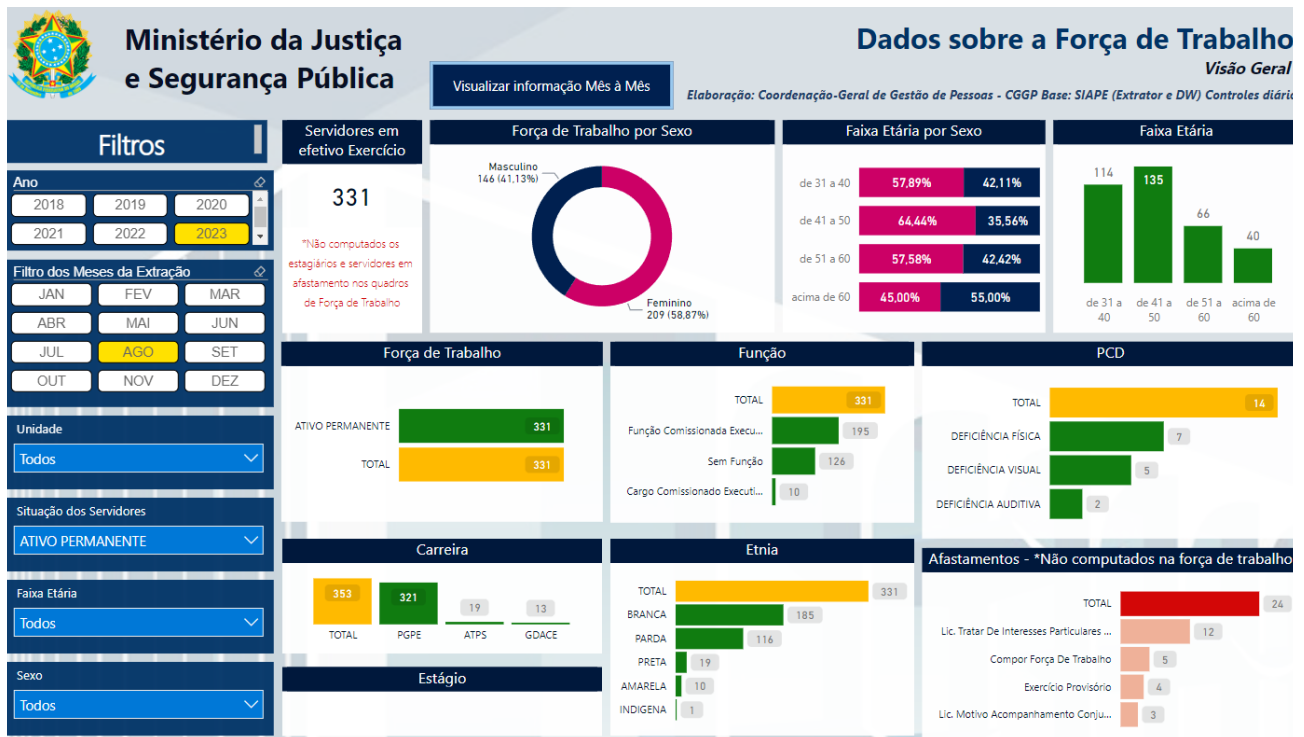 Ministério da Justiça
e Segurança Pública
Visualizar informação Mês à Mês
Dados sobre a Força de Trabalho
Visão Geral
Elaboração: Coordenação-Geral de Gestão de Pessoas - CGGP Base: SIAPE (Extrator e DW) Controles diário
Filtros
Ano
2018 2019 2020
2021 2022 2023
Filtro dos Meses da Extração
JAN FEV MAR
ABR MAI JUN
JUL AGO SET
OUT NOV DEZ
Unidade
Todos
Situação dos Servidores
ATIVO PERMANENTE
Faixa Etária
Todos
Sexo
Todos
Servidores em
efetivo Exercício
331
*Não computados os
estagiários e servidores em
afastamento nos quadros
de Força de Trabalho
Força de Trabalho por Sexo
Masculino
146 (41,13%)
Feminino
209 (58,87%)
Faixa Etária por Sexo
de 31 a 40 57,89% 42,11%
de 41 a 50 64,44% 35,56%
de 51 a 60 57,58% 42,42%
acima de 60 45,00% 55,00%
Faixa Etária
114 135 66 40
de 31 a de 41 a de 51 a acima de
40 50 60 60
Força de Trabalho
ATIVO PERMANENTE 331
TOTAL 331
Função
TOTAL 331
Função Comissionada Execu... 195
Sem Função 126
Cargo Comissionado Executi... 10
PCD
TOTAL 14
DEFICIÊNCIA FÍSICA 7
DEFICIÊNCIA VISUAL 5
DEFICIÊNCIA AUDITIVA 2
Carreira
353 321 19 13
TOTAL PGPE ATPS GDACE
Estágio
Etnia
TOTAL 331
BRANCA 185
PARDA 116
PRETA 19
AMARELA 10
INDIGENA 1
Afastamentos - *Não computados na força de trabalho
TOTAL 24
Lic. Tratar De Interesses Particulares ... 12
Compor Força De Trabalho 5
Exercício Provisório 4
Lic. Motivo Acompanhamento Conju... 3